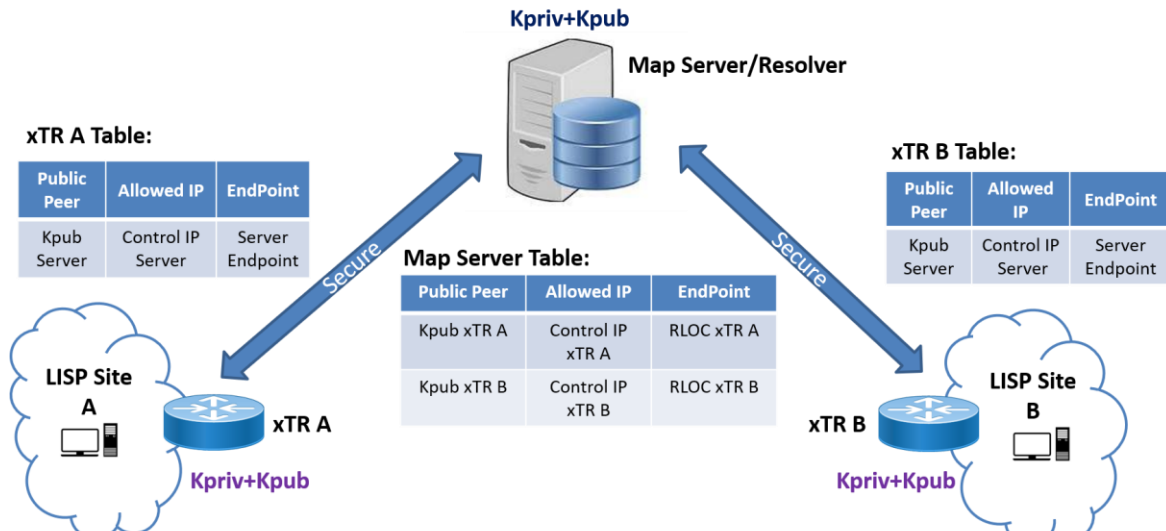 Kpriv+Kpub
Map Server/Resolver
xTR A Table:
Public Peer	Allowed IP	EndPoint
Kpub Server	Control IP Server	Server Endpoint
xTR B Table:
Public Peer	Allowed IP	EndPoint
Kpub Server	Control IP Server	Server Endpoint
Secure
Secure
Map Server Table:
Public Peer	Allowed IP	EndPoint
Kpub xTR A	Control IP xTR A	RLOC xTR A
Kpub xTR B	Control IP xTR B	RLOC xTR B
LISP Site
A
xTR A
Kpriv+Kpub
LISP Site
B
xTR B
Kpriv+Kpub